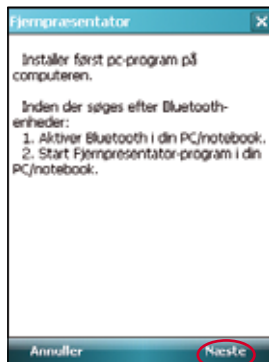 Fjernpræsentator
Installer først pc-program på
computeren.
Inden der søges efter Bluetooth-
enheder:
1. Aktiver Bluetooth i din PC/notebook.
2. Start Fjernpresentator-program i din
PC/notebook.
Annuller Næste